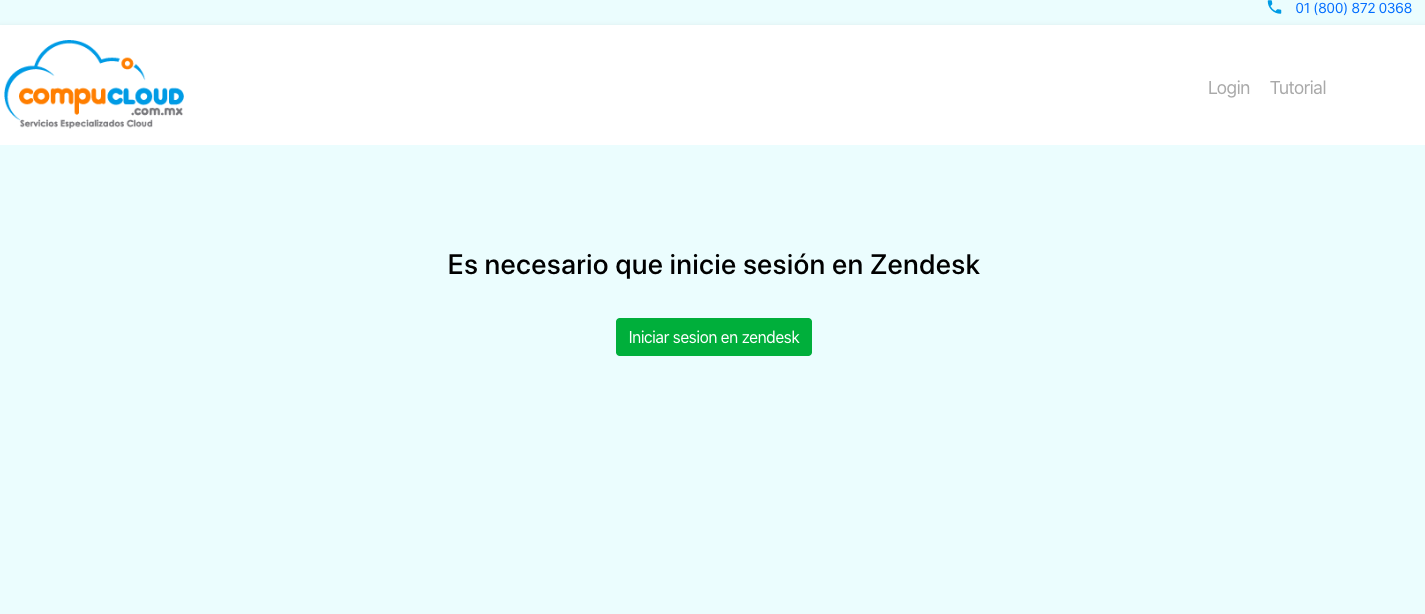 01 (800) 872 0368
compuCLOUD
.com.mx
Servicios Especializados Cloud
Login Tutorial
Es necesario que inicie sesión en Zendesk
Iniciar sesion en zendesk